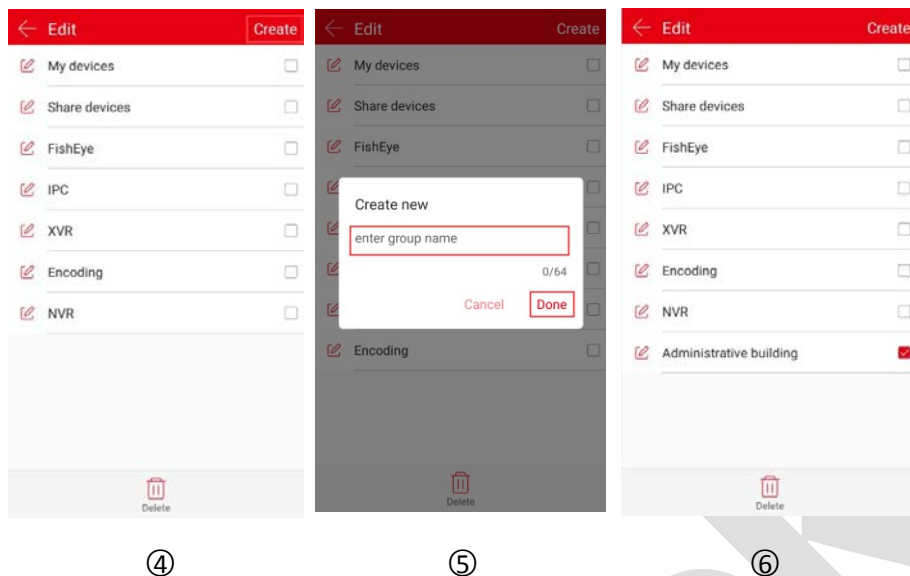 Edit Create
My devices
Share devices
FishEye
IPC
XVR
Encoding
NVR
Delete
④
Edit Create
My devices
Share devices
FishEye
Create new
enter group name
0/64
Cancel Done
Encoding
Delete
⑤
Edit Create
My devices
Share devices
FishEye
IPC
XVR
Encoding
NVR
Administrative building
Delete
⑥